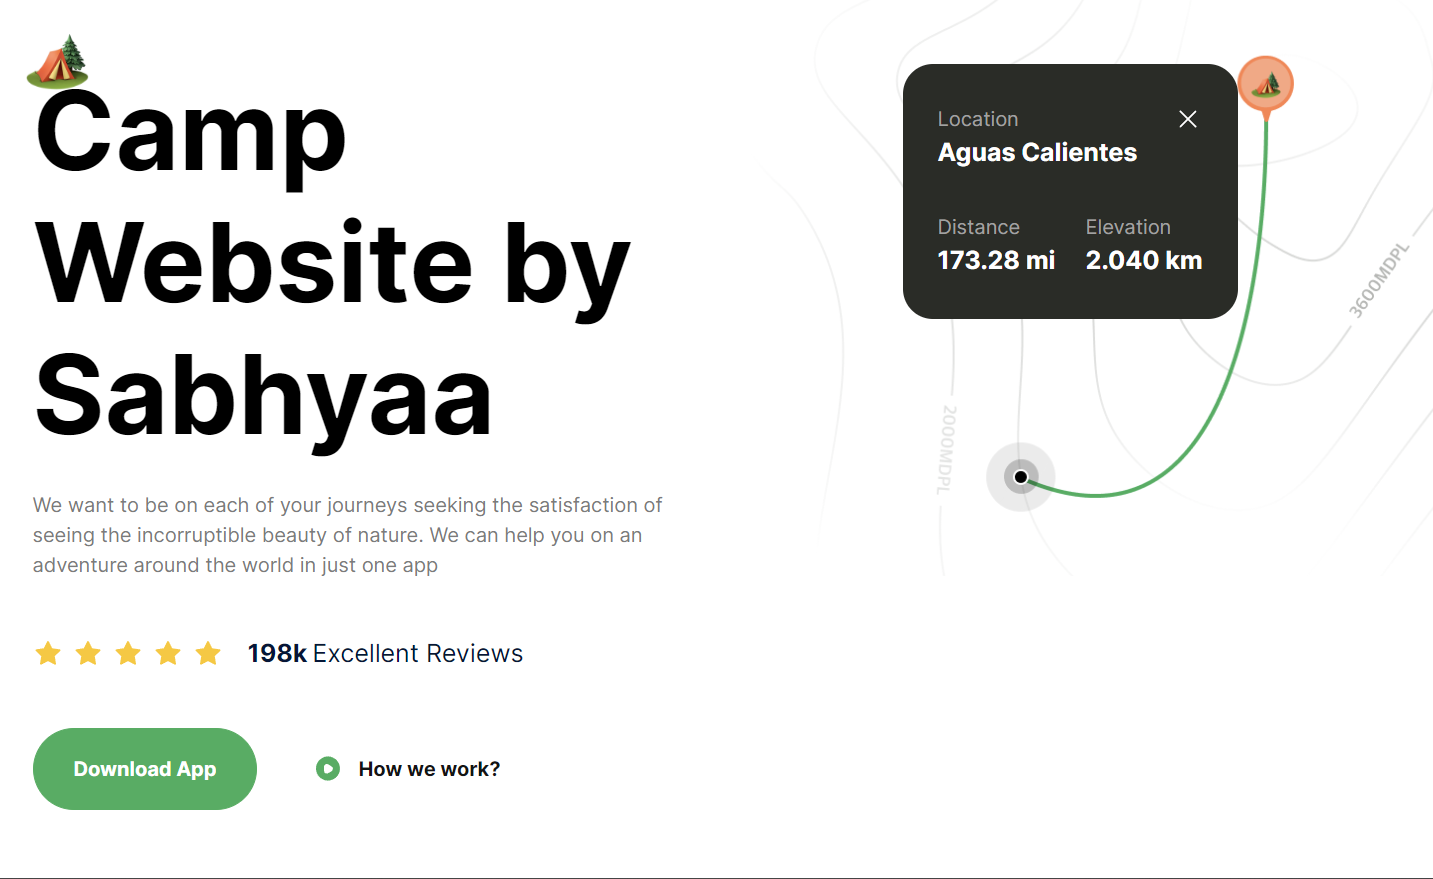 Camp
Website by
Sabhyaa
We want to be on each of your journeys seeking the satisfaction of
seeing the incorruptible beauty of nature. We can help you on an
adventure around the world in just one app
198k Excellent Reviews
Download App
How we work?
Location
Aguas Calientes
Distance
173.28 mi
Elevation
2.040 km
3600MDPL
2000MDPL